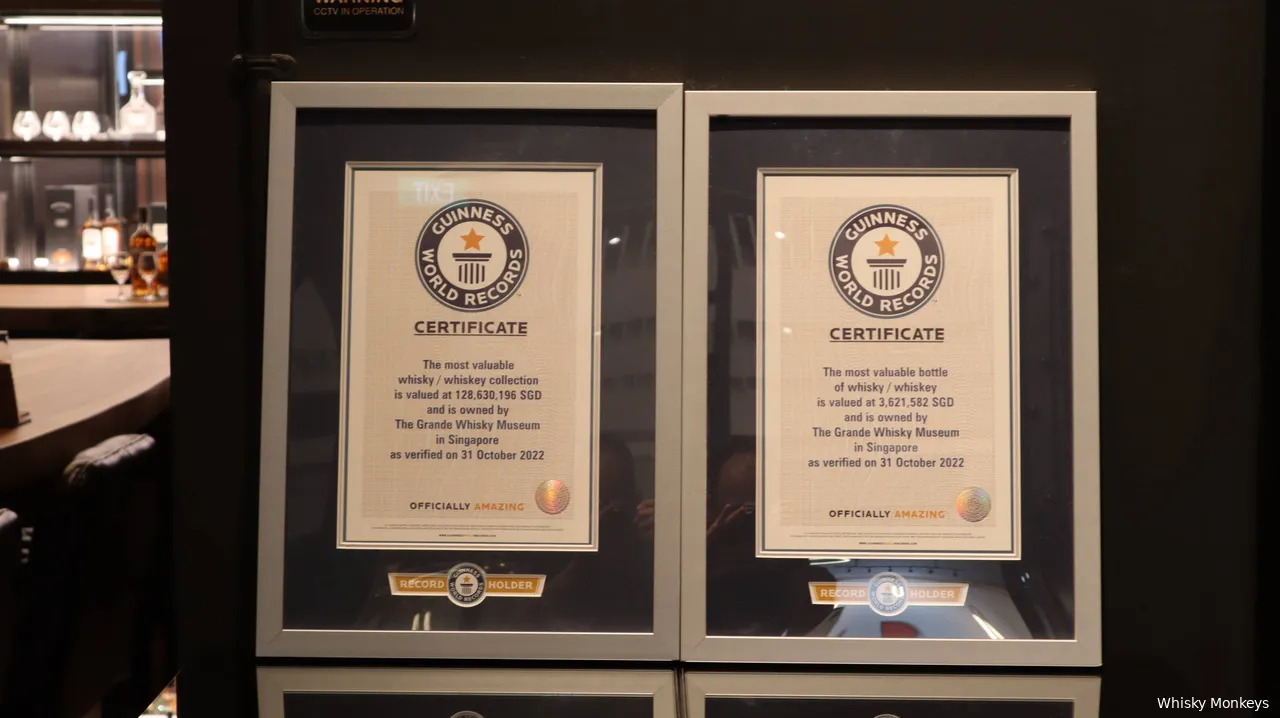 WARNING
CCTV IN OPERATION
EXIT
GUINNESS
WORLD RECORDS
CERTIFICATE
The most valuable
whisky / whiskey collection
is valued at 128,630,196 SGD
and is owned by
The Grande Whisky Museum
in Singapore
as verified on 31 October 2022
OFFICIALLY AMAZING
RECORD HOLDER
GUINNESS
WORLD RECORDS
CERTIFICATE
The most valuable bottle
of whisky / whiskey
is valued at 3,621,582 SGD
and is owned by
The Grande Whisky Museum
in Singapore
as verified on 31 October 2022
OFFICIALLY AMAZING
RECORD HOLDER
Whisky Monkeys